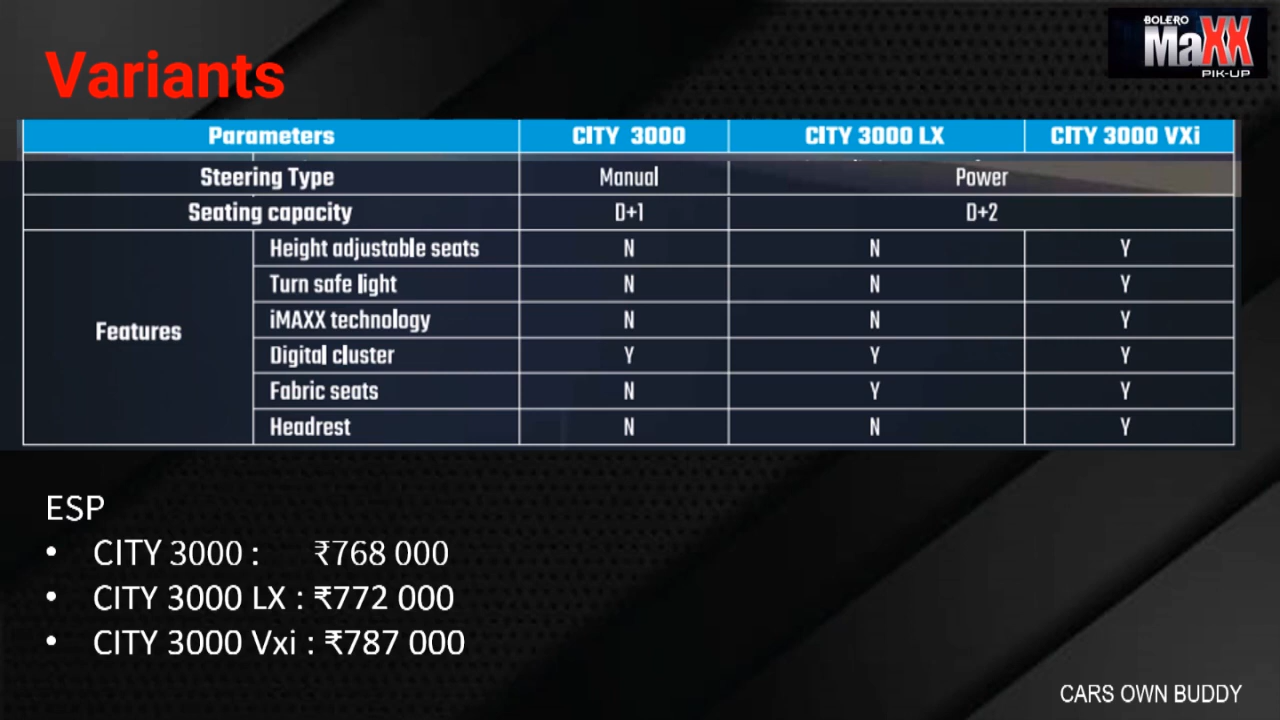 BOLERO
MaXX
PIK-UP
Variants
Parameters CITY 3000 CITY 3000 LX CITY 3000 VXi
Steering Type Manual Power
Seating capacity D+1 D+2
Features
Height adjustable seats N N Y
Turn safe light N N Y
iMAXX technology N N Y
Digital cluster Y Y Y
Fabric seats N Y Y
Headrest N N Y
ESP
• CITY 3000 : ₹768 000
• CITY 3000 LX : ₹772 000
• CITY 3000 Vxi : ₹787 000
CARS OWN BUDDY